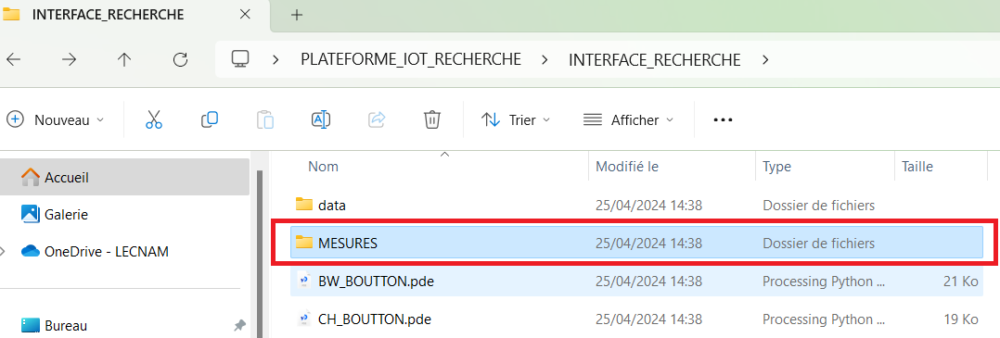 INTERFACE_RECHERCHE
PLATEFORME_IOT_RECHERCHE INTERFACE_RECHERCHE
Nouveau Trier Afficher
Accueil
Galerie
OneDrive - LECNAM
Bureau
Nom Modifié le Type Taille
data 25/04/2024 14:38 Dossier de fichiers
MESURES 25/04/2024 14:38 Dossier de fichiers
BW_BOUTTON.pde 25/04/2024 14:38 Processing Python ... 21 Ko
CH_BOUTTON.pde 25/04/2024 14:38 Processing Python ... 19 Ko